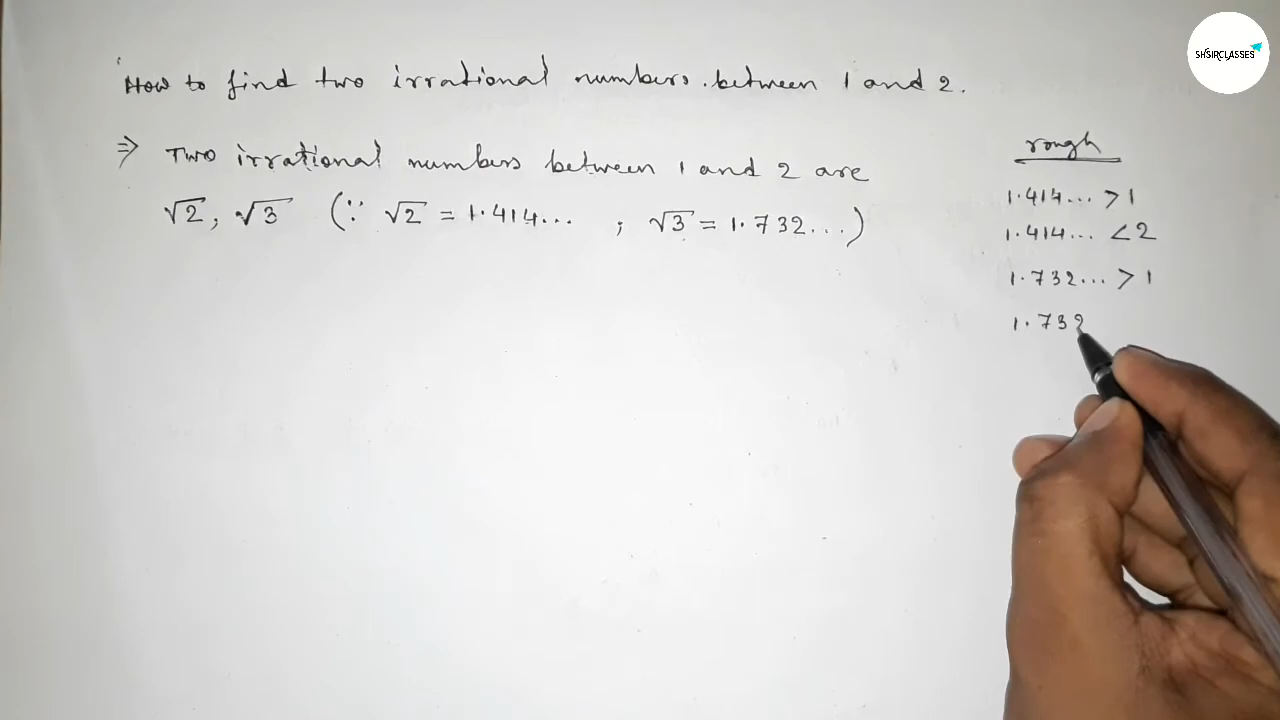 How to find two irrational numbers between 1 and 2.
⇒ Two irrational numbers between 1 and 2 are
√2, √3 (∵ √2 = 1.414... ; √3 = 1.732...)
rough
1.414... > 1
1.414... < 2
1.732... > 1
1.732
SHSIRCLASSES